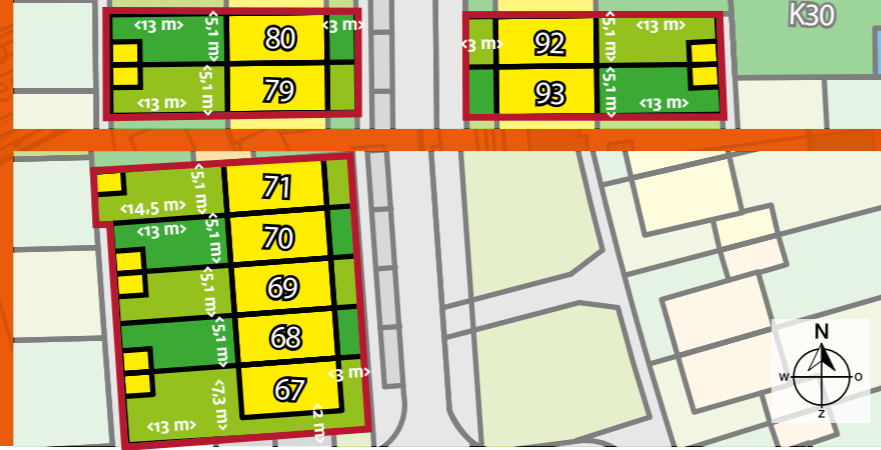 <13 m>
<5,1 m>
80
<3 m>
<5,1 m>
79
<13 m>
<3 m>
92
<5,1 m>
<13 m>
93
<5,1 m>
<13 m>
K30
71
<5,1 m>
<14,5 m>
<13 m>
<5,1 m>
70
<5,1 m>
69
<5,1 m>
68
<7,3 m>
67
<3 m>
<13 m>
<2 m>
N
w
o
z